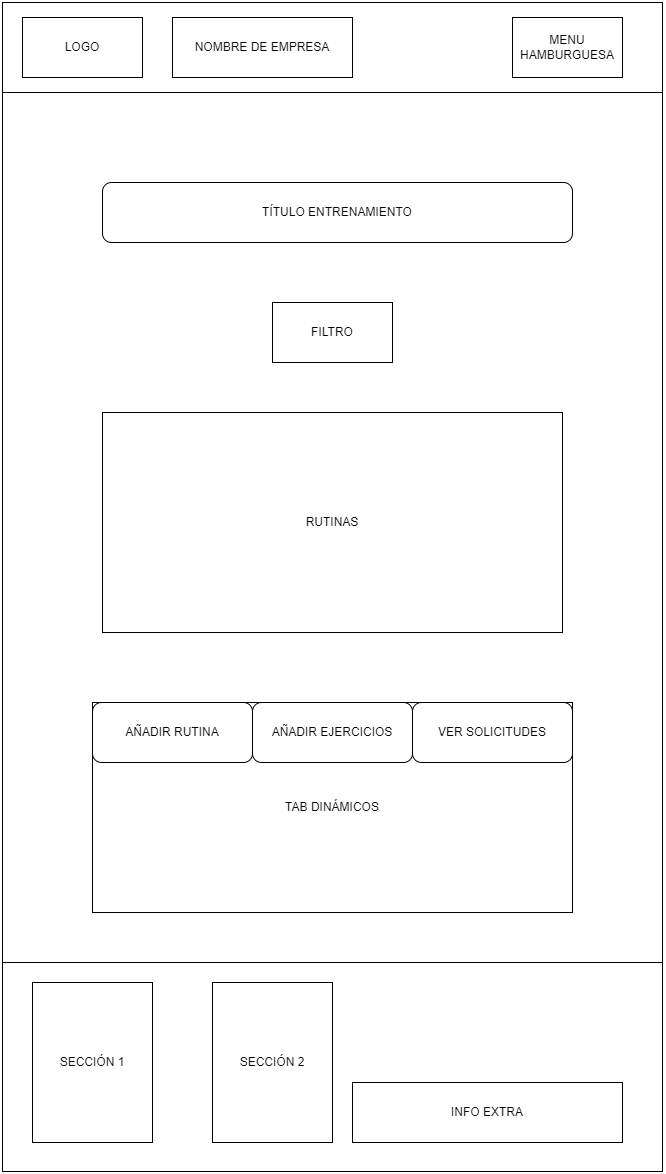 LOGO
NOMBRE DE EMPRESA
MENU
HAMBURGUESA
TÍTULO ENTRENAMIENTO
FILTRO
RUTINAS
AÑADIR RUTINA
AÑADIR EJERCICIOS
VER SOLICITUDES
TAB DINÁMICOS
SECCIÓN 1
SECCIÓN 2
INFO EXTRA